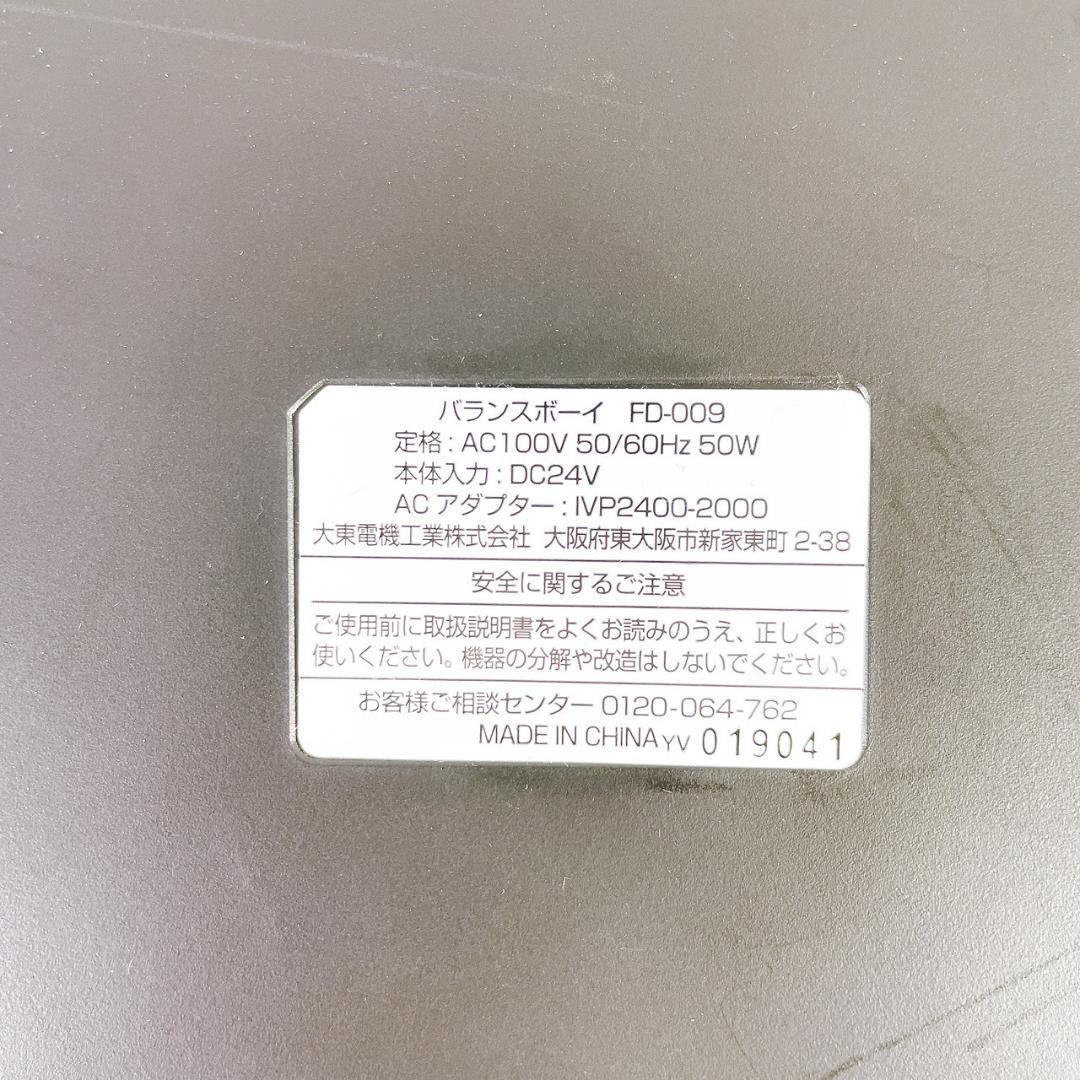 バランスボーイ FD-009
定格：AC100V 50/60Hz 50W
本体入力：DC24V
ACアダプター：IVP2400-2000
大東電機工業株式会社 大阪府東大阪市新家東町 2-38
安全に関するご注意
ご使用前に取扱説明書をよくお読みのうえ、正しくお
使いください。機器の分解や改造はしないでください。
お客様ご相談センター 0120-064-762
MADE IN CHINA YV 019041